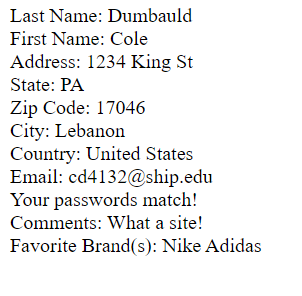 Last Name: Dumbauld
First Name: Cole
Address: 1234 King St
State: PA
Zip Code: 17046
City: Lebanon
Country: United States
Email: cd4132@ship.edu
Your passwords match!
Comments: What a site!
Favorite Brand(s): Nike Adidas